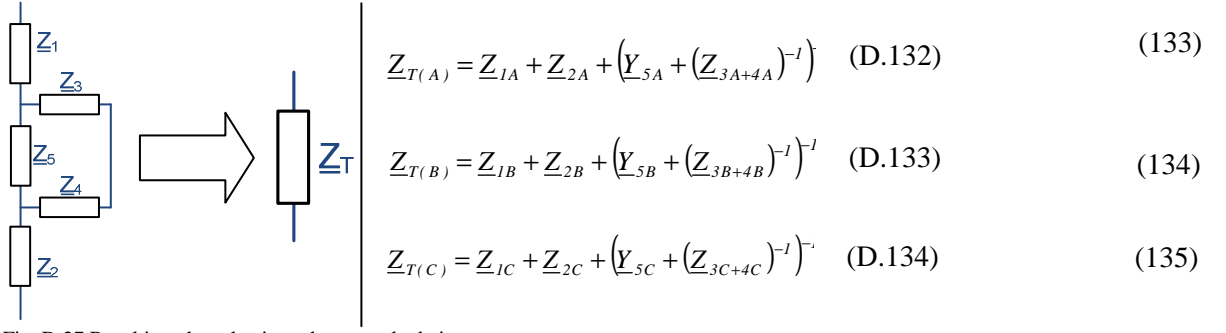 Z1
Z3
Z5
Z4
Z2
ZT
Z_T(A) = Z_1A + Z_2A + (Y_5A + (Z_3A+4A)^-1)^- (D.132) (133)
Z_T(B) = Z_1B + Z_2B + (Y_5B + (Z_3B+4B)^-1)^-1 (D.133) (134)
Z_T(C) = Z_1C + Z_2C + (Y_5C + (Z_3C+4C)^-1)^-1 (D.134) (135)